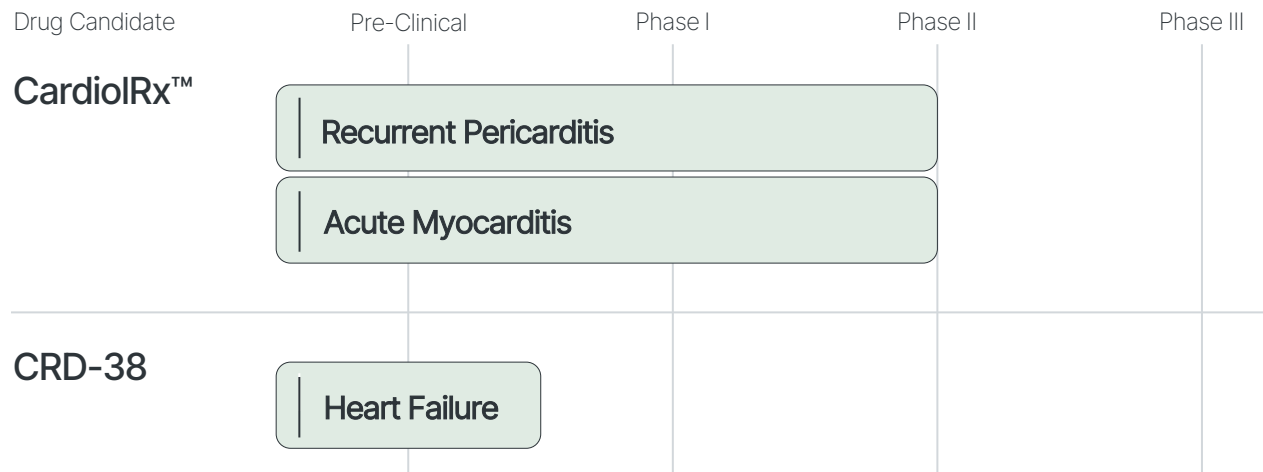 Drug Candidate Pre-Clinical Phase I Phase II Phase III
CardiolRx™
Recurrent Pericarditis
Acute Myocarditis
CRD-38
Heart Failure